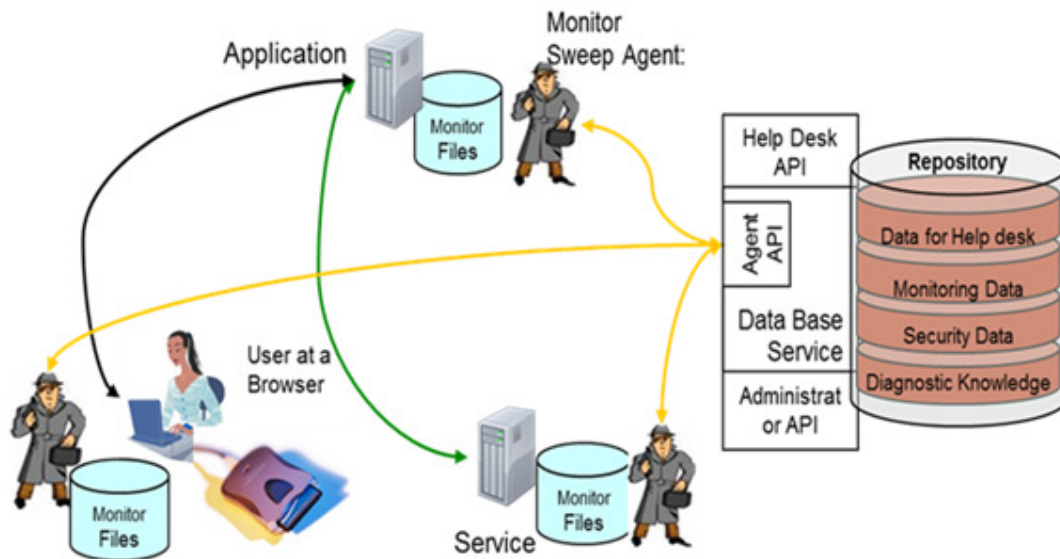 Application
Monitor
Sweep Agent:
Monitor
Files
Help Desk
API
Repository
Agent
API
Data for Help desk
Monitoring Data
Data Base
Service
Security Data
Diagnostic Knowledge
Administrat
or API
User at a
Browser
Monitor
Files
Service
Monitor
Files